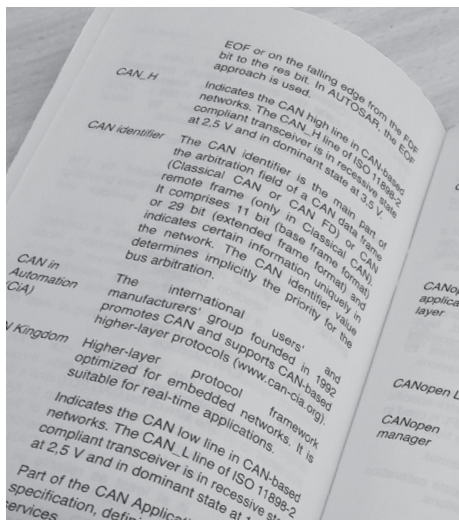 EOF or on the falling edge from the FDF
bit to the res bit. In AUTOSAR, the EOF
approach is used.
CAN_H
Indicates the CAN high line in CAN-based
networks. The CAN_H line of ISO 11898-2
compliant transceiver is in recessive state
at 2.5 V and in dominant state at 3.5 V.
CAN identifier
The CAN identifier is the main part of
the arbitration field of a CAN data frame
(Classical CAN or CAN FD), or CAN
remote frame (only in Classical CAN).
It comprises 11 bit (base frame format)
or 29 bit (extended frame format) and
indicates certain information uniquely in
the network. The CAN identifier value
determines implicitly the priority for the
bus arbitration.
CAN in
Automation
(CiA)
The international users' and
manufacturers' group founded in 1992
promotes CAN and supports CAN-based
higher-layer protocols (www.can-cia.org).
Kingdom
Higher-layer protocol framework
optimized for embedded networks. It is
suitable for real-time applications.
Indicates the CAN low line in CAN-based
networks. The CAN_L line of ISO 11898-2
compliant transceiver is in recessive
at 2,5 V and in dominant state at
Part of the CAN
specification,
services
layer
CANopen
CANopen
manager